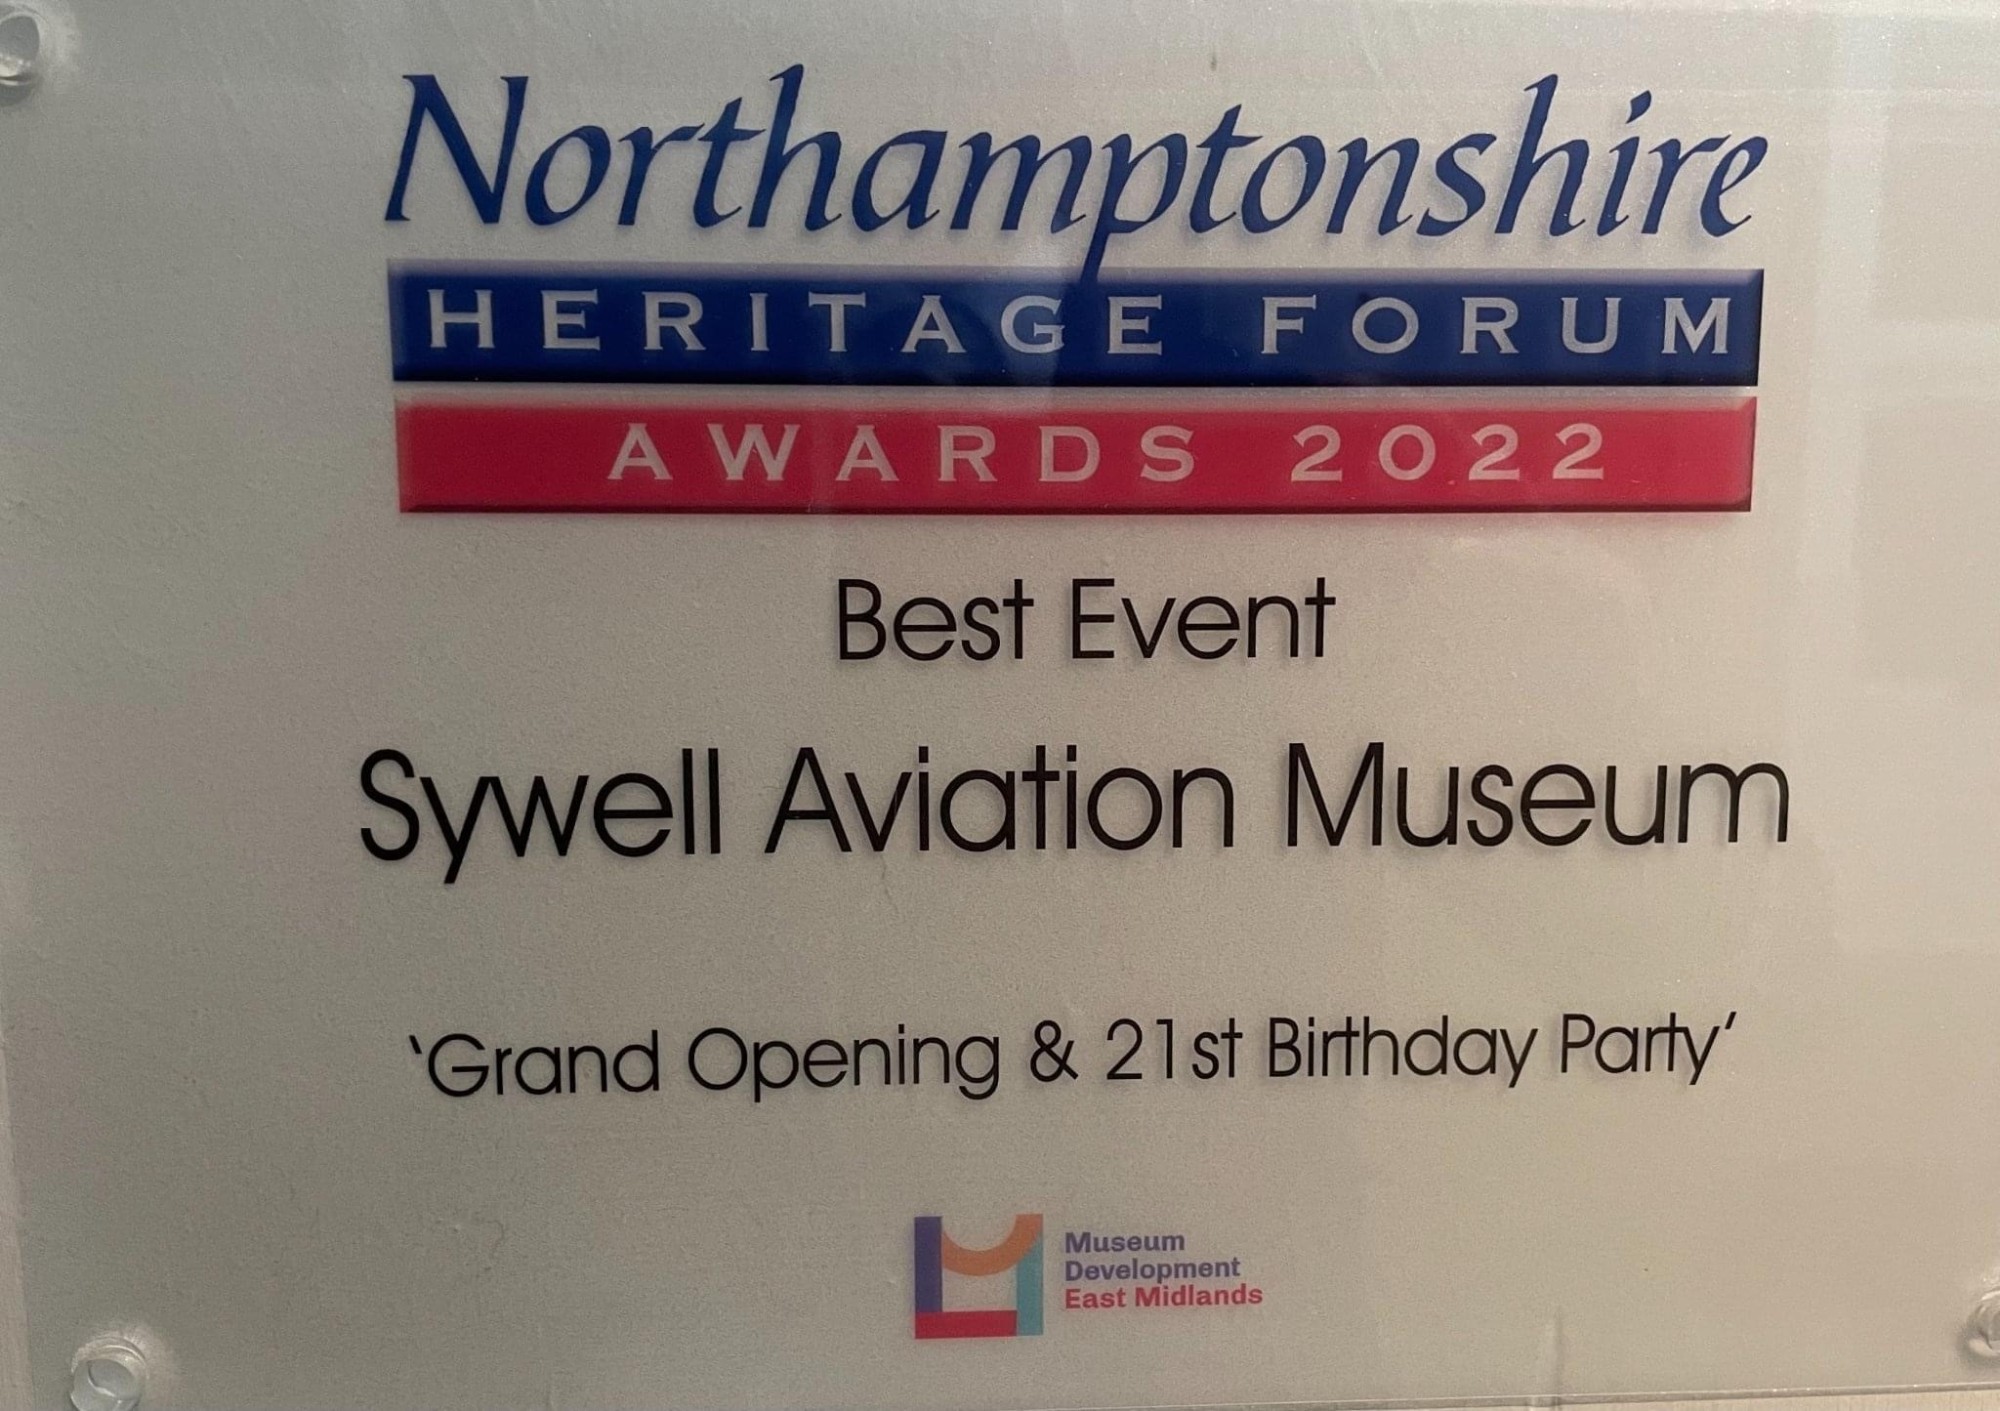 Northamptonshire
HERITAGE FORUM
AWARDS 2022
Best Event
Sywell Aviation Museum
'Grand Opening & 21st Birthday Party'
Museum
Development
East Midlands